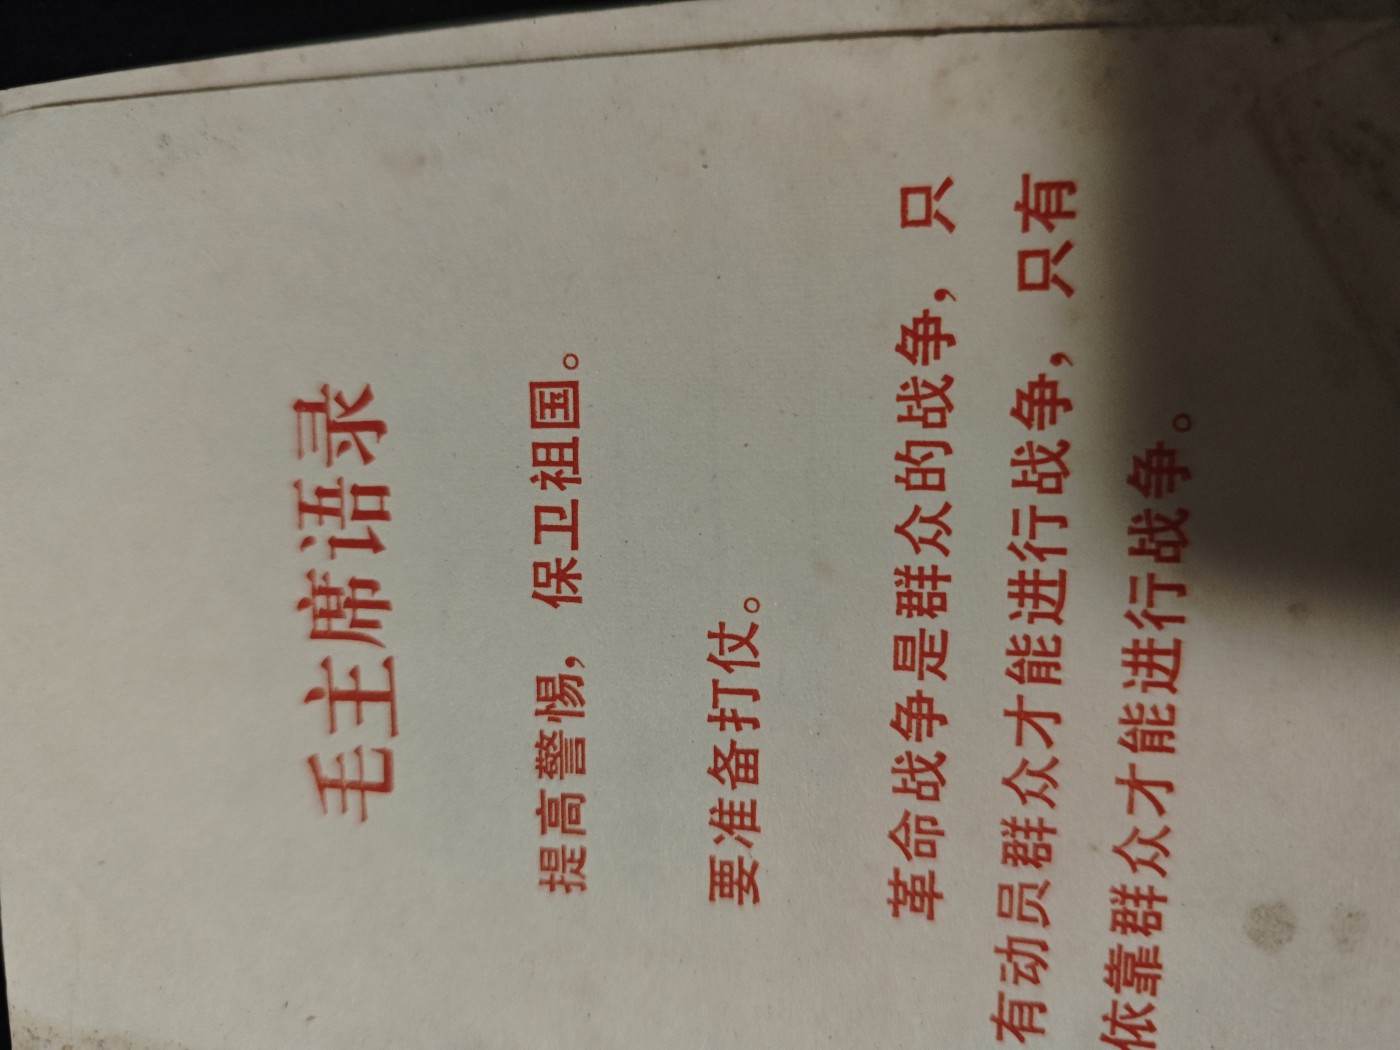 毛主席语录
提高警惕，保卫祖国。
要准备打仗。
革命战争是群众的战争，只
有动员群众才能进行战争，只有
依靠群众才能进行战争。